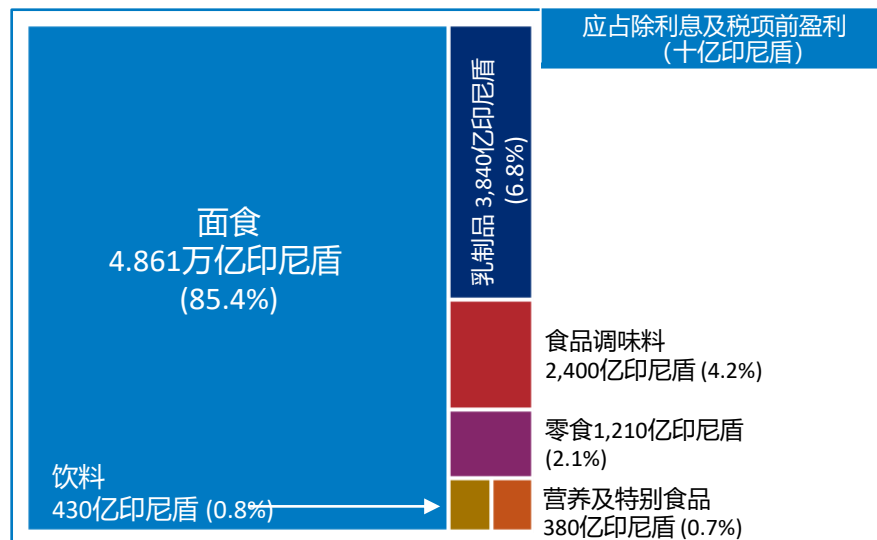 应占除利息及税项前盈利
（十亿印尼盾）
面食
4.861万亿印尼盾
(85.4%)
乳制品 3,840亿印尼盾
(6.8%)
食品调味料
2,400亿印尼盾 (4.2%)
零食1,210亿印尼盾
(2.1%)
饮料
430亿印尼盾 (0.8%)
营养及特别食品
380亿印尼盾 (0.7%)